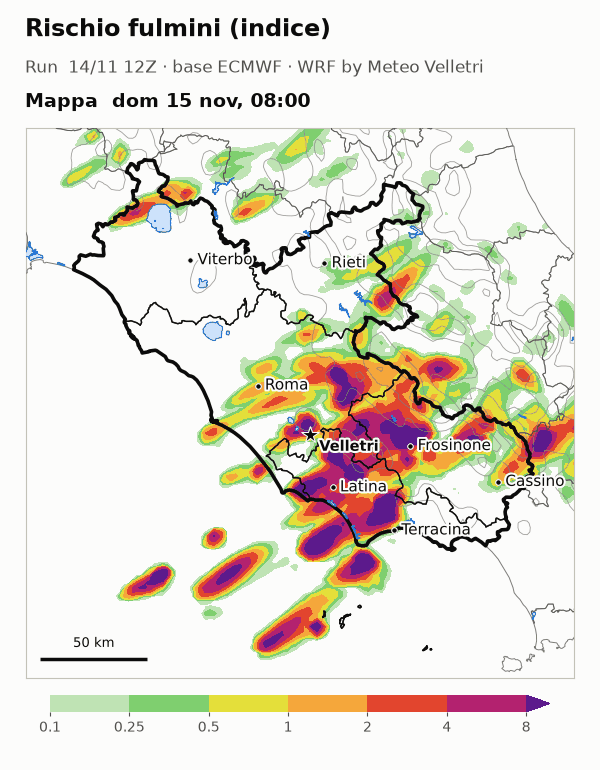 Rischio fulmini (indice)
Run  14/11 12Z · base ECMWF · WRF by Meteo Velletri
Mappa  dom 15 nov, 08:00
Viterbo
Rieti
Roma
Velletri
Frosinone
Cassino
Latina
Terracina
50 km
0.1 0.25 0.5 1 2 4 8